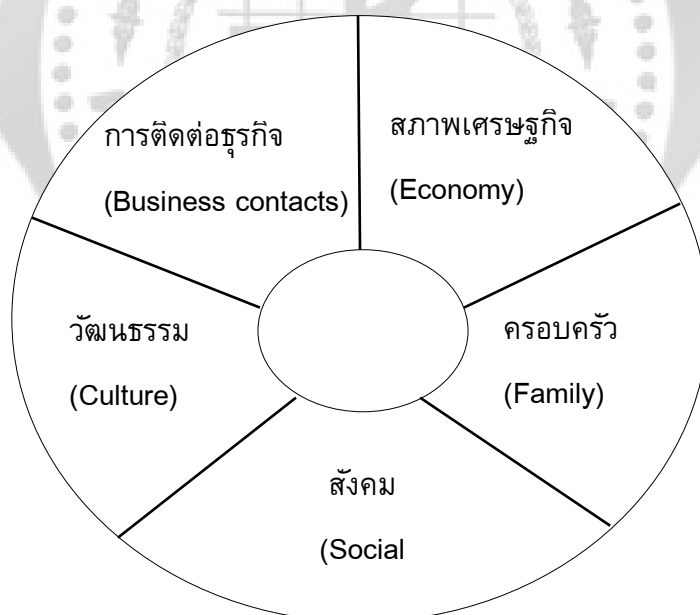 การติดต่อธุรกิจ
(Business contacts)
สภาพเศรษฐกิจ
(Economy)
วัฒนธรรม
(Culture)
ครอบครัว
(Family)
สังคม
(Social